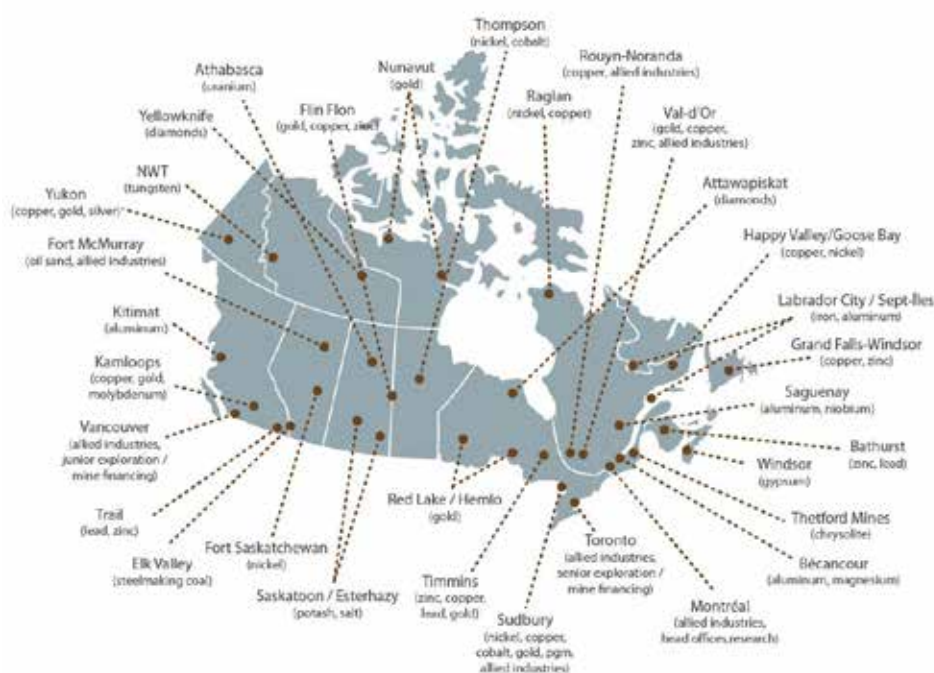 Thompson
(nickel, cobalt)
Rouyn-Noranda
(copper, allied industries)
Athabasca
(uranium)
Nunavut
(gold)
Raglan
(nickel, copper)
Val-d'Or
(gold, copper,
zinc, allied industries)
Yellowknife
(diamonds)
Flin Flon
(gold, copper, zinc)
NWT
(tungsten)
Attawapiskat
(diamonds)
Yukon
(copper, gold, silver)
Fort McMurray
(oil sand, allied industries)
Happy Valley/Goose Bay
(copper, nickel)
Kitimat
(aluminum)
Labrador City / Sept-Îles
(iron, aluminum)
Kamloops
(copper, gold,
molybdenum)
Grand Falls-Windsor
(copper, zinc)
Vancouver
(allied industries,
junior exploration /
mine financing)
Saguenay
(aluminum, niobium)
Bathurst
(zinc, lead)
Windsor
(gypsum)
Trail
(lead, zinc)
Red Lake / Hemlo
(gold)
Thetford Mines
(chrysolite)
Elk Valley
(steelmaking coal)
Fort Saskatchewan
(nickel)
Toronto
(allied industries,
senior exploration /
mine financing)
Bécancour
(aluminum, magnesium)
Saskatoon / Esterhazy
(potash, salt)
Timmins
(zinc, copper,
lead, gold)
Montréal
(allied industries,
head offices, research)
Sudbury
(nickel, copper,
cobalt, gold, pgm,
allied industries)